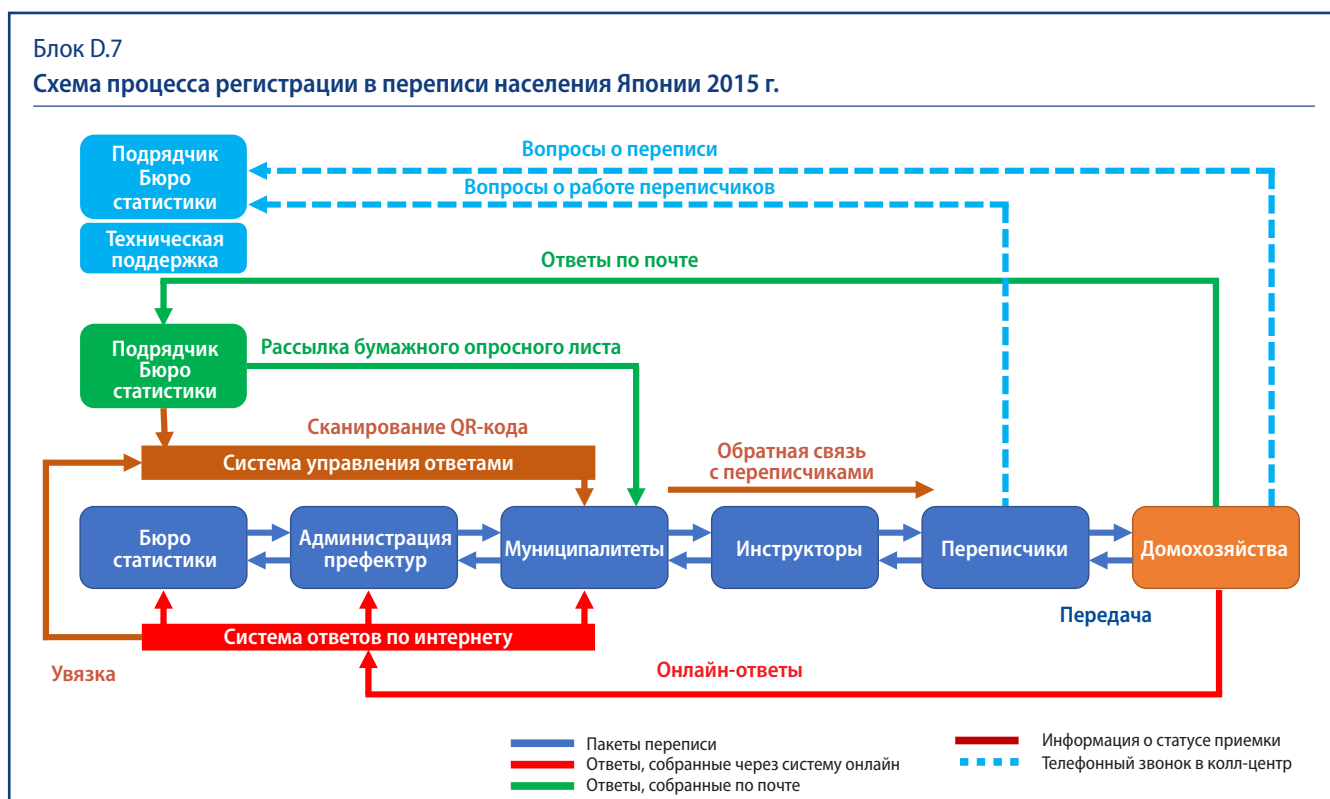 Блок D.7
Схема процесса регистрации в переписи населения Японии 2015 г.
Подрядчик
Бюро
статистики
Вопросы о переписи
Вопросы о работе переписчиков
Техническая
поддержка
Ответы по почте
Подрядчик
Бюро
статистики
Рассылка бумажного опросного листа
Сканирование QR-кода
Система управления ответами
Обратная связь
с переписчиками
Бюро
статистики
Администрация
префектур
Муниципалитеты
Инструкторы
Переписчики
Домохозяйства
Передача
Система ответов по интернету
Увязка
Онлайн-ответы
Пакеты переписи
Ответы, собранные через систему онлайн
Ответы, собранные по почте
Информация о статусе приемки
Телефонный звонок в колл-центр